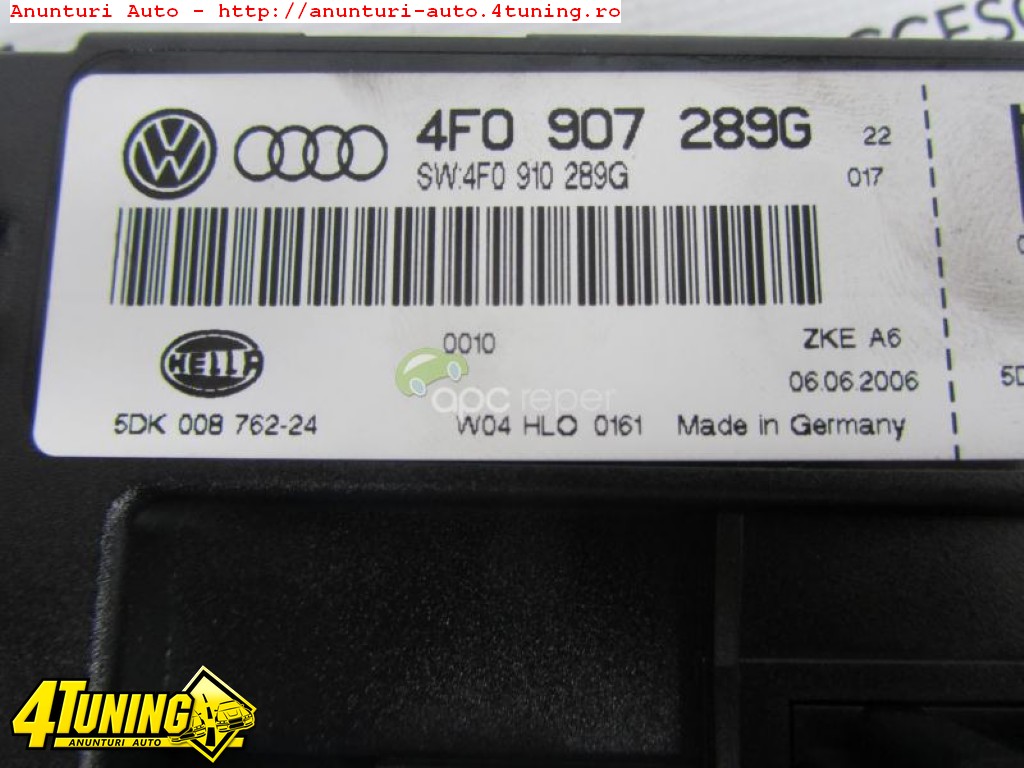 Anunturi Auto - http://anunturi-auto.4tuning.ro
4F0 907 289G 22
SW:4F0 910 289G 017
0010 ZKE A6
HELLA
06.06.2006
apc reper
5DK 008 762-24 W04 HLO 0161 Made in Germany
4TUNING
ANUNTURI AUTO